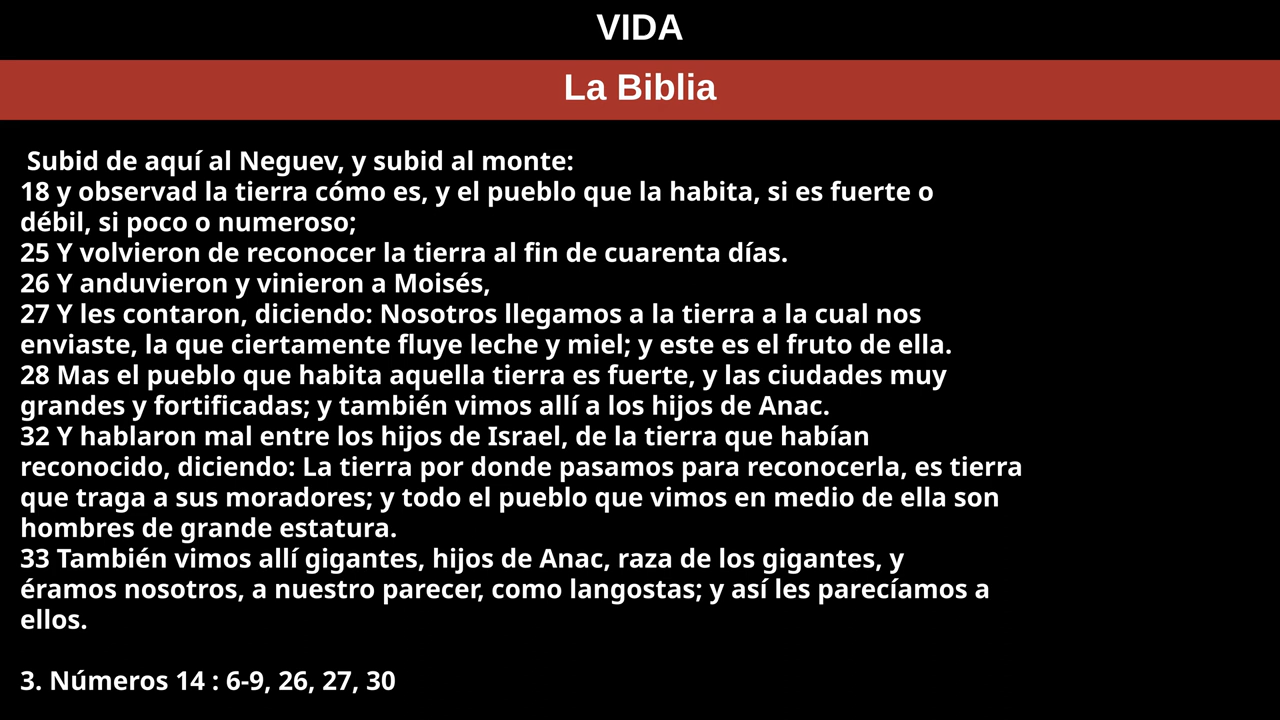 VIDA
La Biblia
Subid de aquí al Neguev, y subid al monte:
18 y observad la tierra cómo es, y el pueblo que la habita, si es fuerte o
débil, si poco o numeroso;
25 Y volvieron de reconocer la tierra al fin de cuarenta días.
26 Y anduvieron y vinieron a Moisés,
27 Y les contaron, diciendo: Nosotros llegamos a la tierra a la cual nos
enviaste, la que ciertamente fluye leche y miel; y este es el fruto de ella.
28 Mas el pueblo que habita aquella tierra es fuerte, y las ciudades muy
grandes y fortificadas; y también vimos allí a los hijos de Anac.
32 Y hablaron mal entre los hijos de Israel, de la tierra que habían
reconocido, diciendo: La tierra por donde pasamos para reconocerla, es tierra
que traga a sus moradores; y todo el pueblo que vimos en medio de ella son
hombres de grande estatura.
33 También vimos allí gigantes, hijos de Anac, raza de los gigantes, y
éramos nosotros, a nuestro parecer, como langostas; y así les parecíamos a
ellos.
3. Números 14 : 6-9, 26, 27, 30